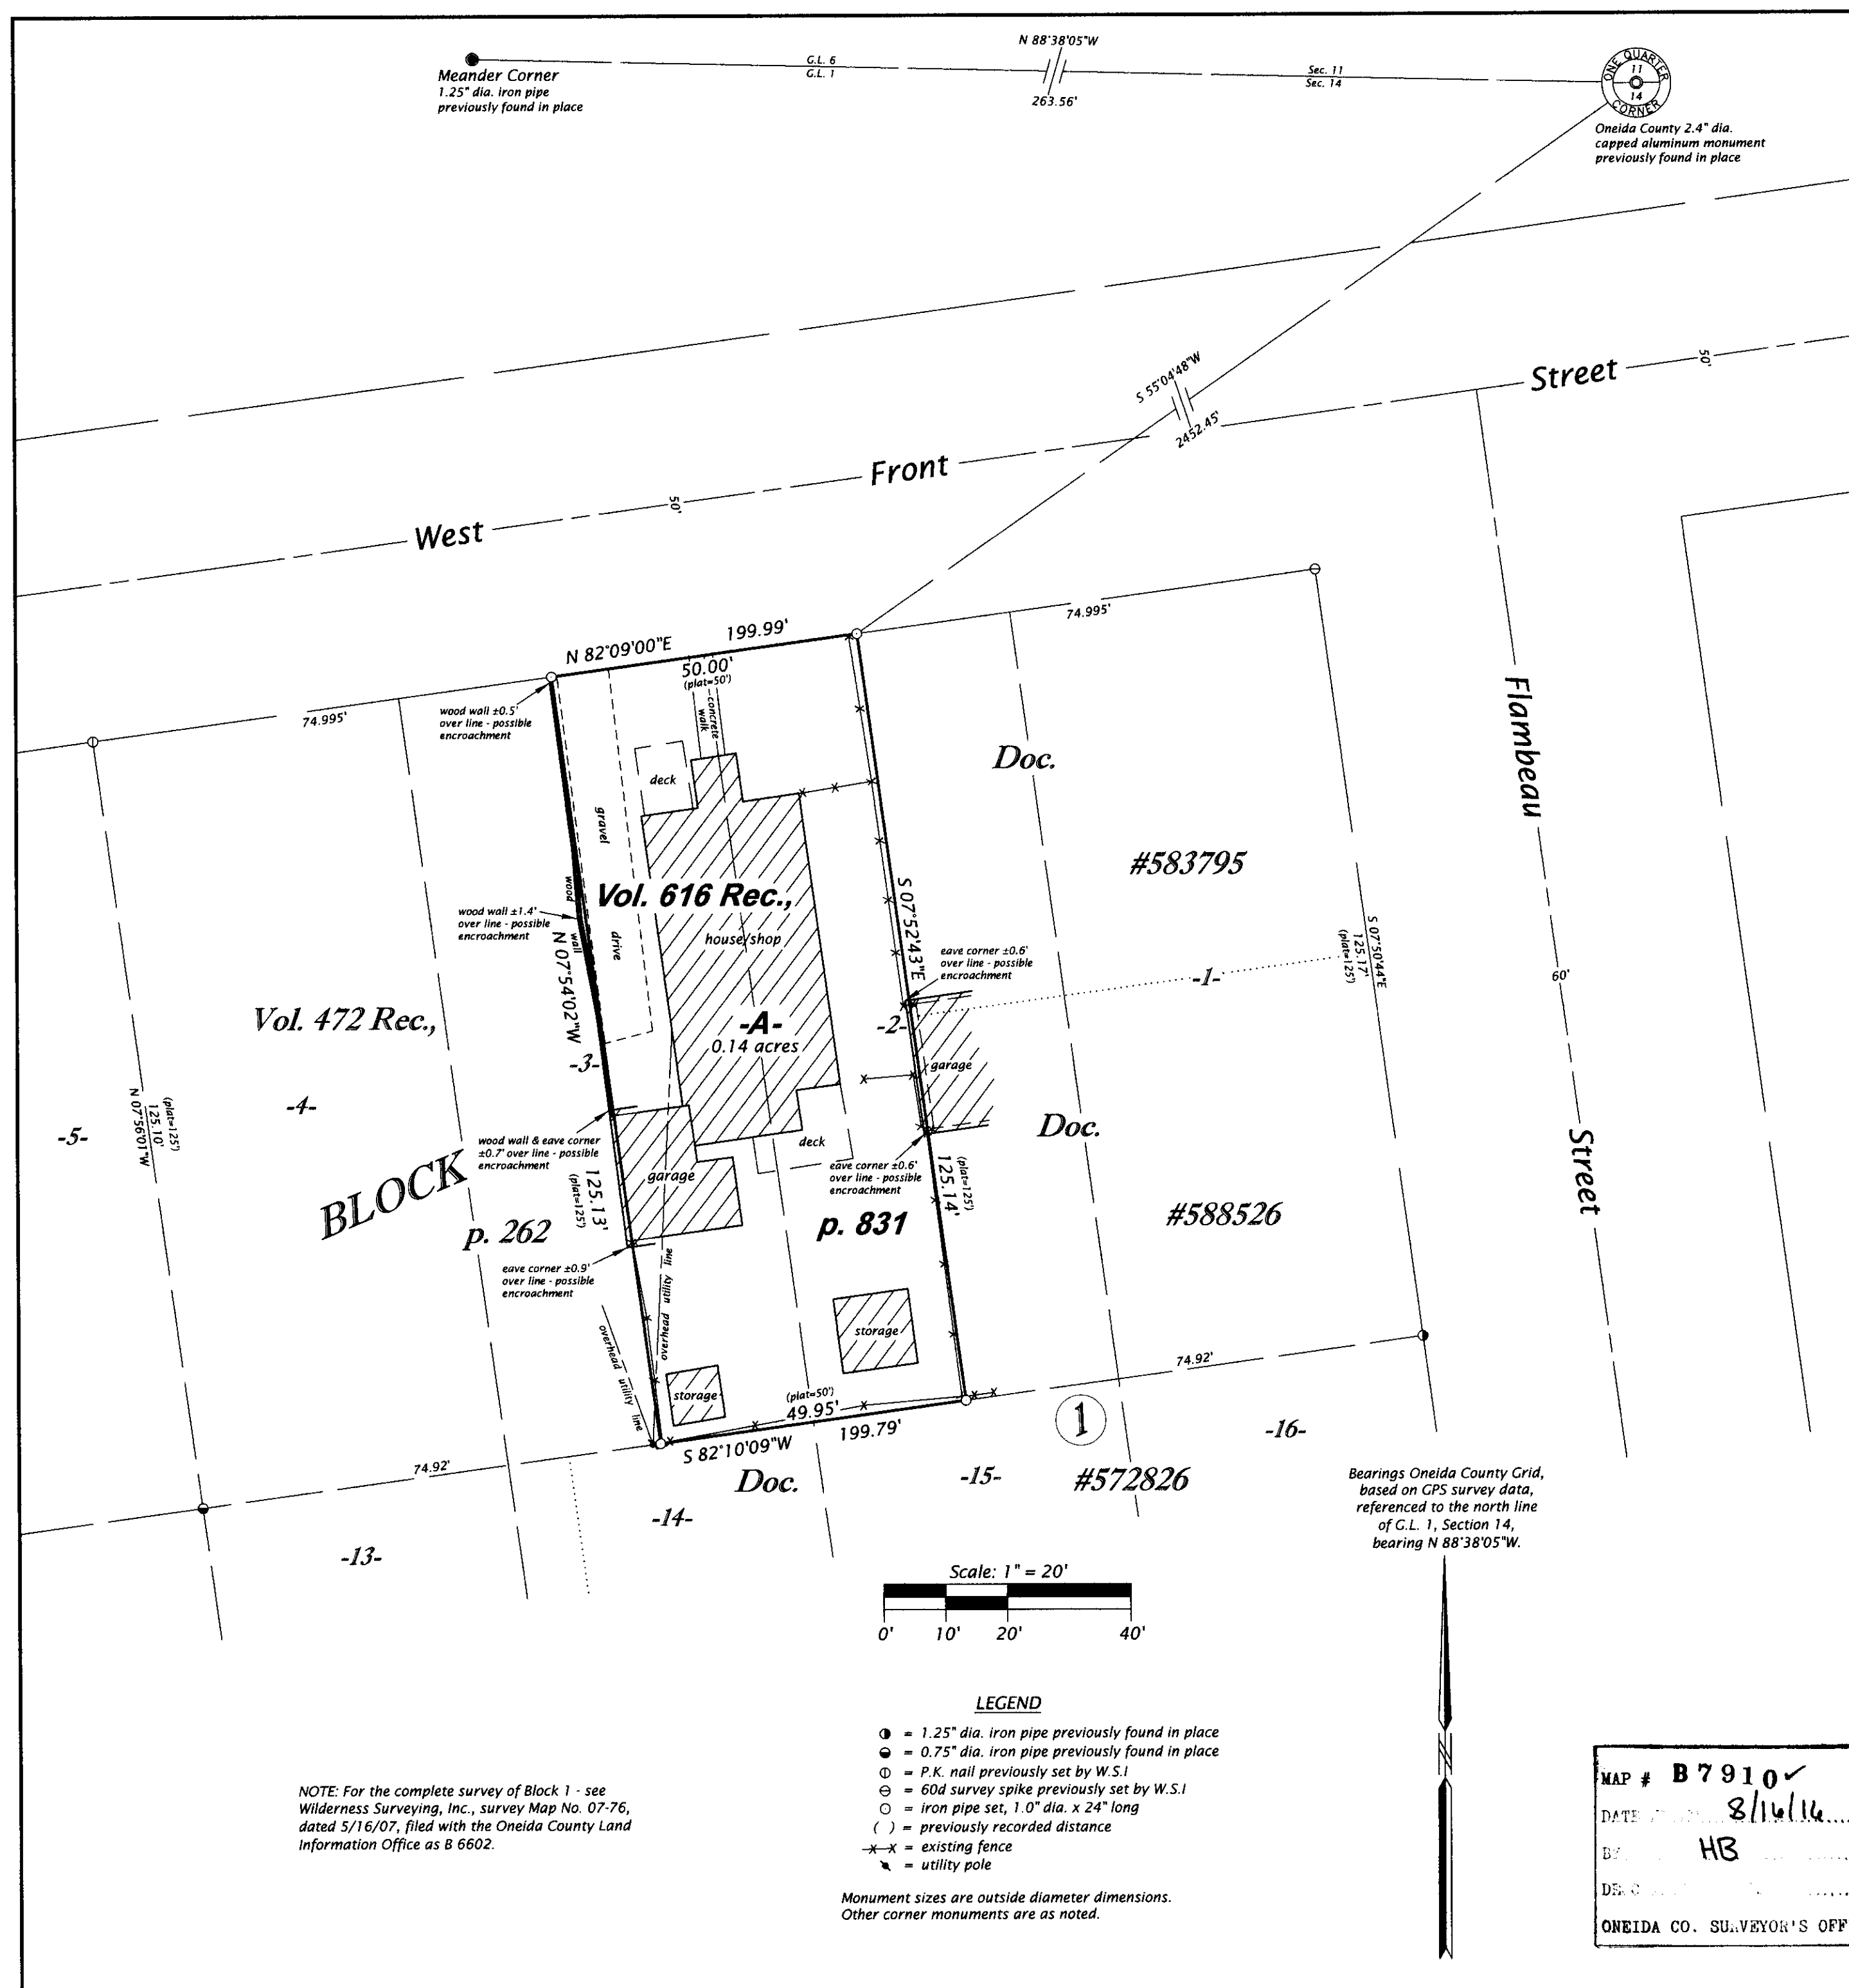 N 88°38'05"W
263.56'
G.L. 6
G.L. 1
Sec. 11
Sec. 14
Meander Corner
1.25" dia. iron pipe
previously found in place
ONE QUARTER
11
14
CORNER
Oneida County 2.4" dia.
capped aluminum monument
previously found in place
S 55°04'48"W
2452.45'
West Front Street
50'
50'
Flambeau Street
60'
N 82°09'00"E 199.99'
50.00'
(plat=50')
74.995'
74.995'
concrete
walk
wood wall ±0.5'
over line - possible
encroachment
deck
gravel
drive
wood
wall
Vol. 616 Rec.,
house/shop
-A-
0.14 acres
wood wall ±1.4'
over line - possible
encroachment
N 07°54'02"W
125.13'
(plat=125')
S 07°52'43"E
(plat=125')
125.14'
Doc.
#583795
eave corner ±0.6'
over line - possible
encroachment
-1-
-2-
-3-
-4-
-5-
garage
S 07°50'44"E
125.17'
(plat=125')
Vol. 472 Rec.,
(plat=125')
125.10'
N 07°56'01"W
BLOCK
p. 262
wood wall & eave corner
±0.7' over line - possible
encroachment
garage
deck
eave corner ±0.6'
over line - possible
encroachment
p. 831
Doc.
#588526
eave corner ±0.9'
over line - possible
encroachment
overhead utility line
overhead utility line
storage
storage
(plat=50')
49.95'
S 82°10'09"W 199.79'
74.92'
74.92'
1
Doc.
#572826
-13-
-14-
-15-
-16-
Bearings Oneida County Grid,
based on GPS survey data,
referenced to the north line
of G.L. 1, Section 14,
bearing N 88°38'05"W.
N
Scale: 1" = 20'
0' 10' 20' 40'
LEGEND
= 1.25" dia. iron pipe previously found in place
= 0.75" dia. iron pipe previously found in place
= P.K. nail previously set by W.S.I
= 60d survey spike previously set by W.S.I
= iron pipe set, 1.0" dia. x 24" long
( ) = previously recorded distance
x x = existing fence
= utility pole
Monument sizes are outside diameter dimensions.
Other corner monuments are as noted.
NOTE: For the complete survey of Block 1 - see
Wilderness Surveying, Inc., survey Map No. 07-76,
dated 5/16/07, filed with the Oneida County Land
Information Office as B 6602.
MAP # B7910 ✓
DATE 8/16/16
BY HB
ONEIDA CO. SURVEYOR'S OFF